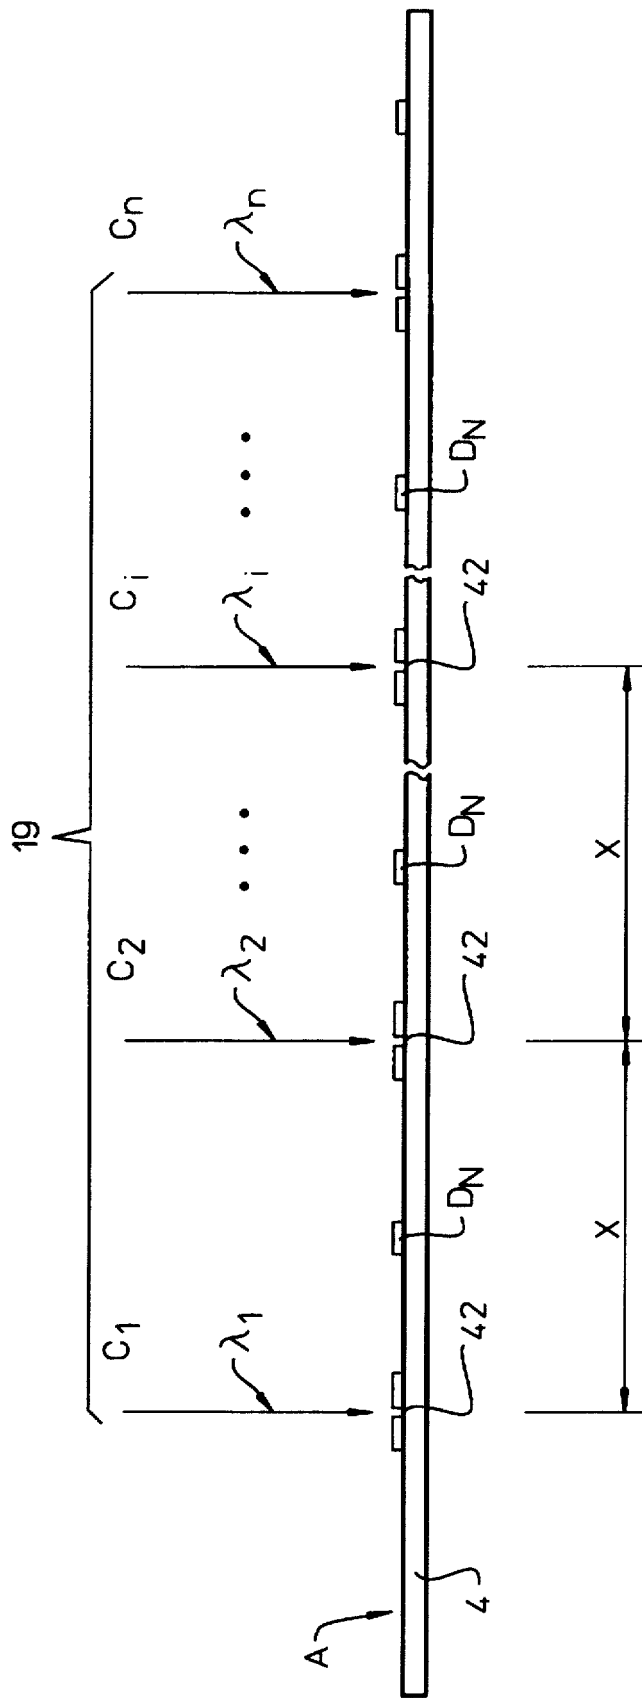 19
C1 C2 Ci Cn
λ1 λ2 • • • λi • • • λn
A
4 42 DN 42 DN 42 DN
X X